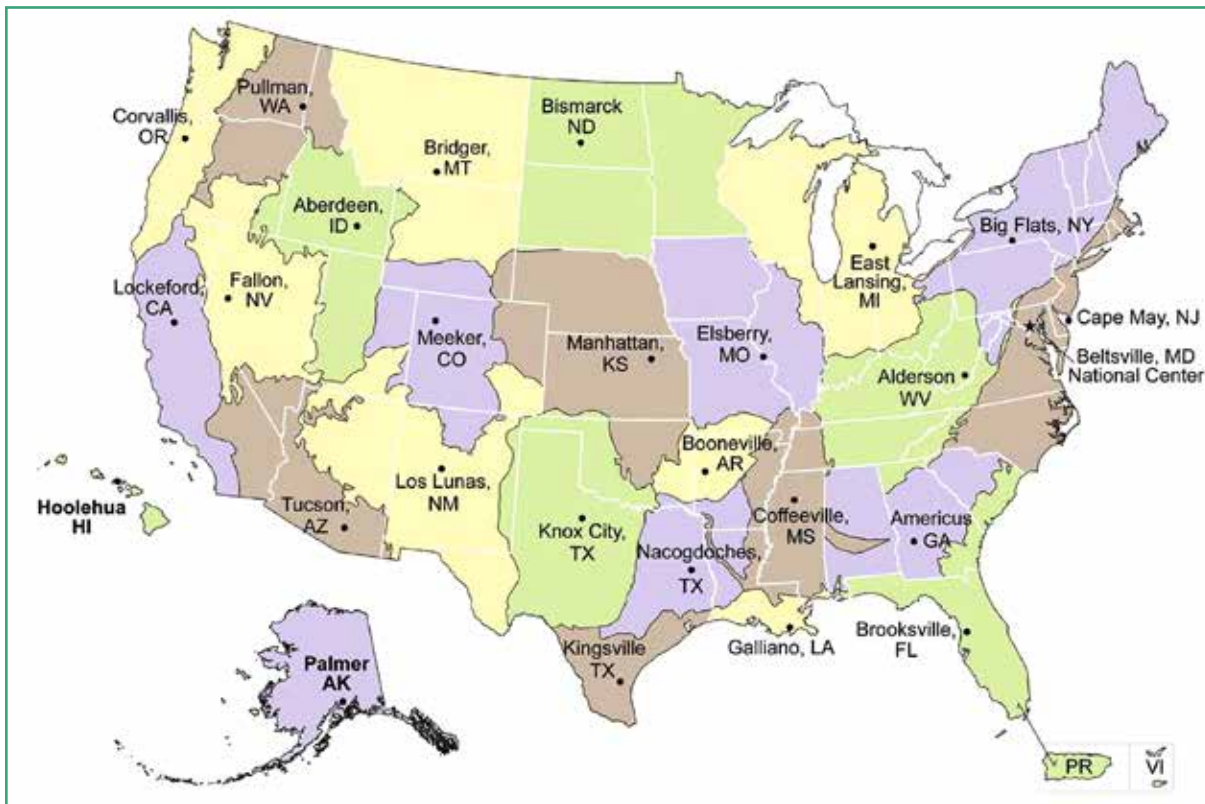 Pullman,
WA
Corvallis,
OR
Bismarck
ND
Bridger,
MT
Aberdeen,
ID
M
Big Flats, NY
East
Lansing,
MI
Fallon,
NV
Lockeford,
CA
Meeker,
CO
Manhattan,
KS
Elsberry,
MO
Cape May, NJ
Beltsville, MD
National Center
Alderson
WV
Booneville,
AR
Los Lunas,
NM
Tucson,
AZ
Hoolehua
HI
Knox City,
TX
Coffeeville,
MS
Americus
GA
Nacogdoches,
TX
Kingsville
TX
Galliano, LA
Brooksville,
FL
Palmer
AK
PR
VI